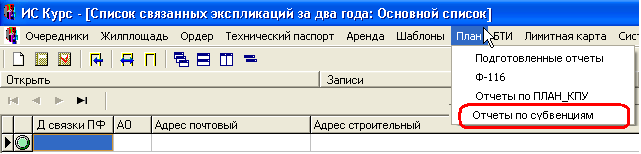 ИС Курс - [Список связанных экспликаций за два года: Основной список]
Очередники Жилплощадь Ордер Технический паспорт Аренда Шаблоны План БТИ Лимитная карта Сист
Подготовленные отчеты
Ф-116
Отчеты по ПЛАН_КПУ
Отчеты по субвенциям
Открыть Записи
Д связки ПФ АО Адрес почтовый Адрес строительный